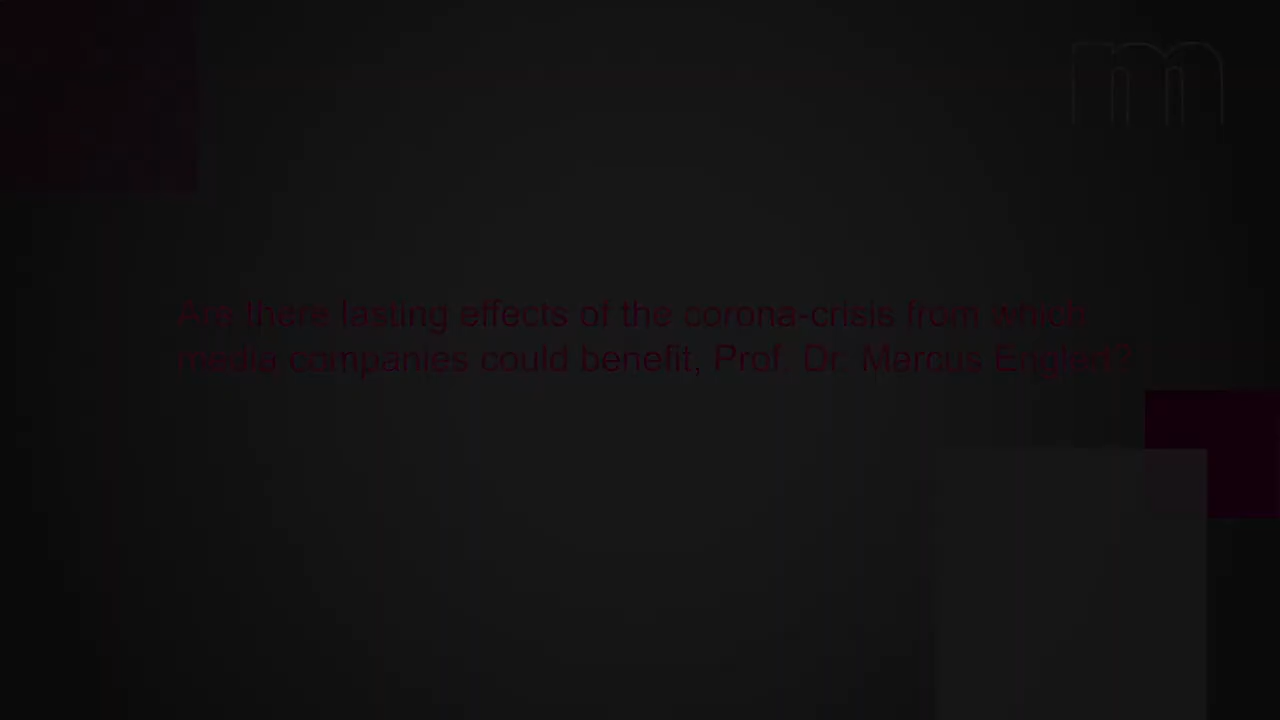 m
Are there lasting effects of the corona-crisis from which
media companies could benefit, Prof. Dr. Marcus Englert?